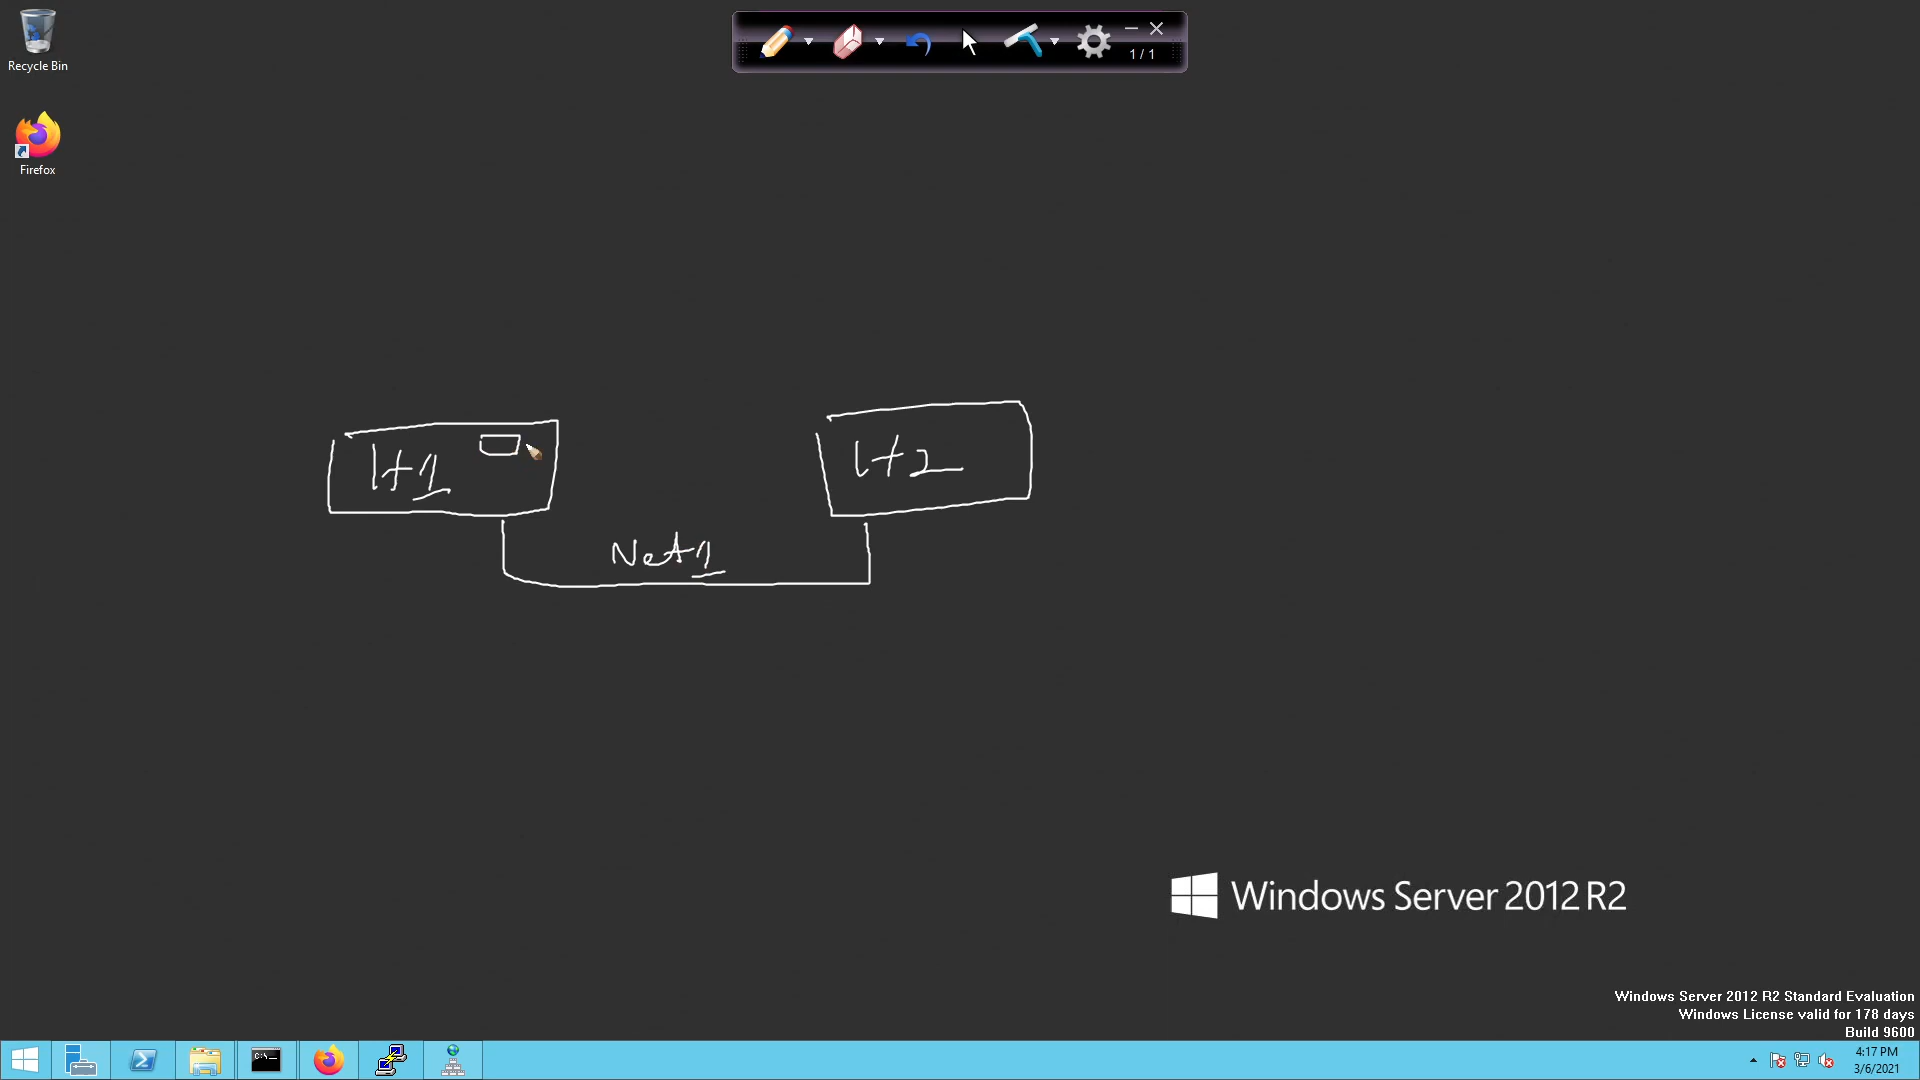 Recycle Bin
Firefox
1/1
H1
H2
Net1
Windows Server 2012 R2
Windows Server 2012 R2 Standard Evaluation
Windows License valid for 178 days
Build 9600
C:\._
4:17 PM
3/6/2021